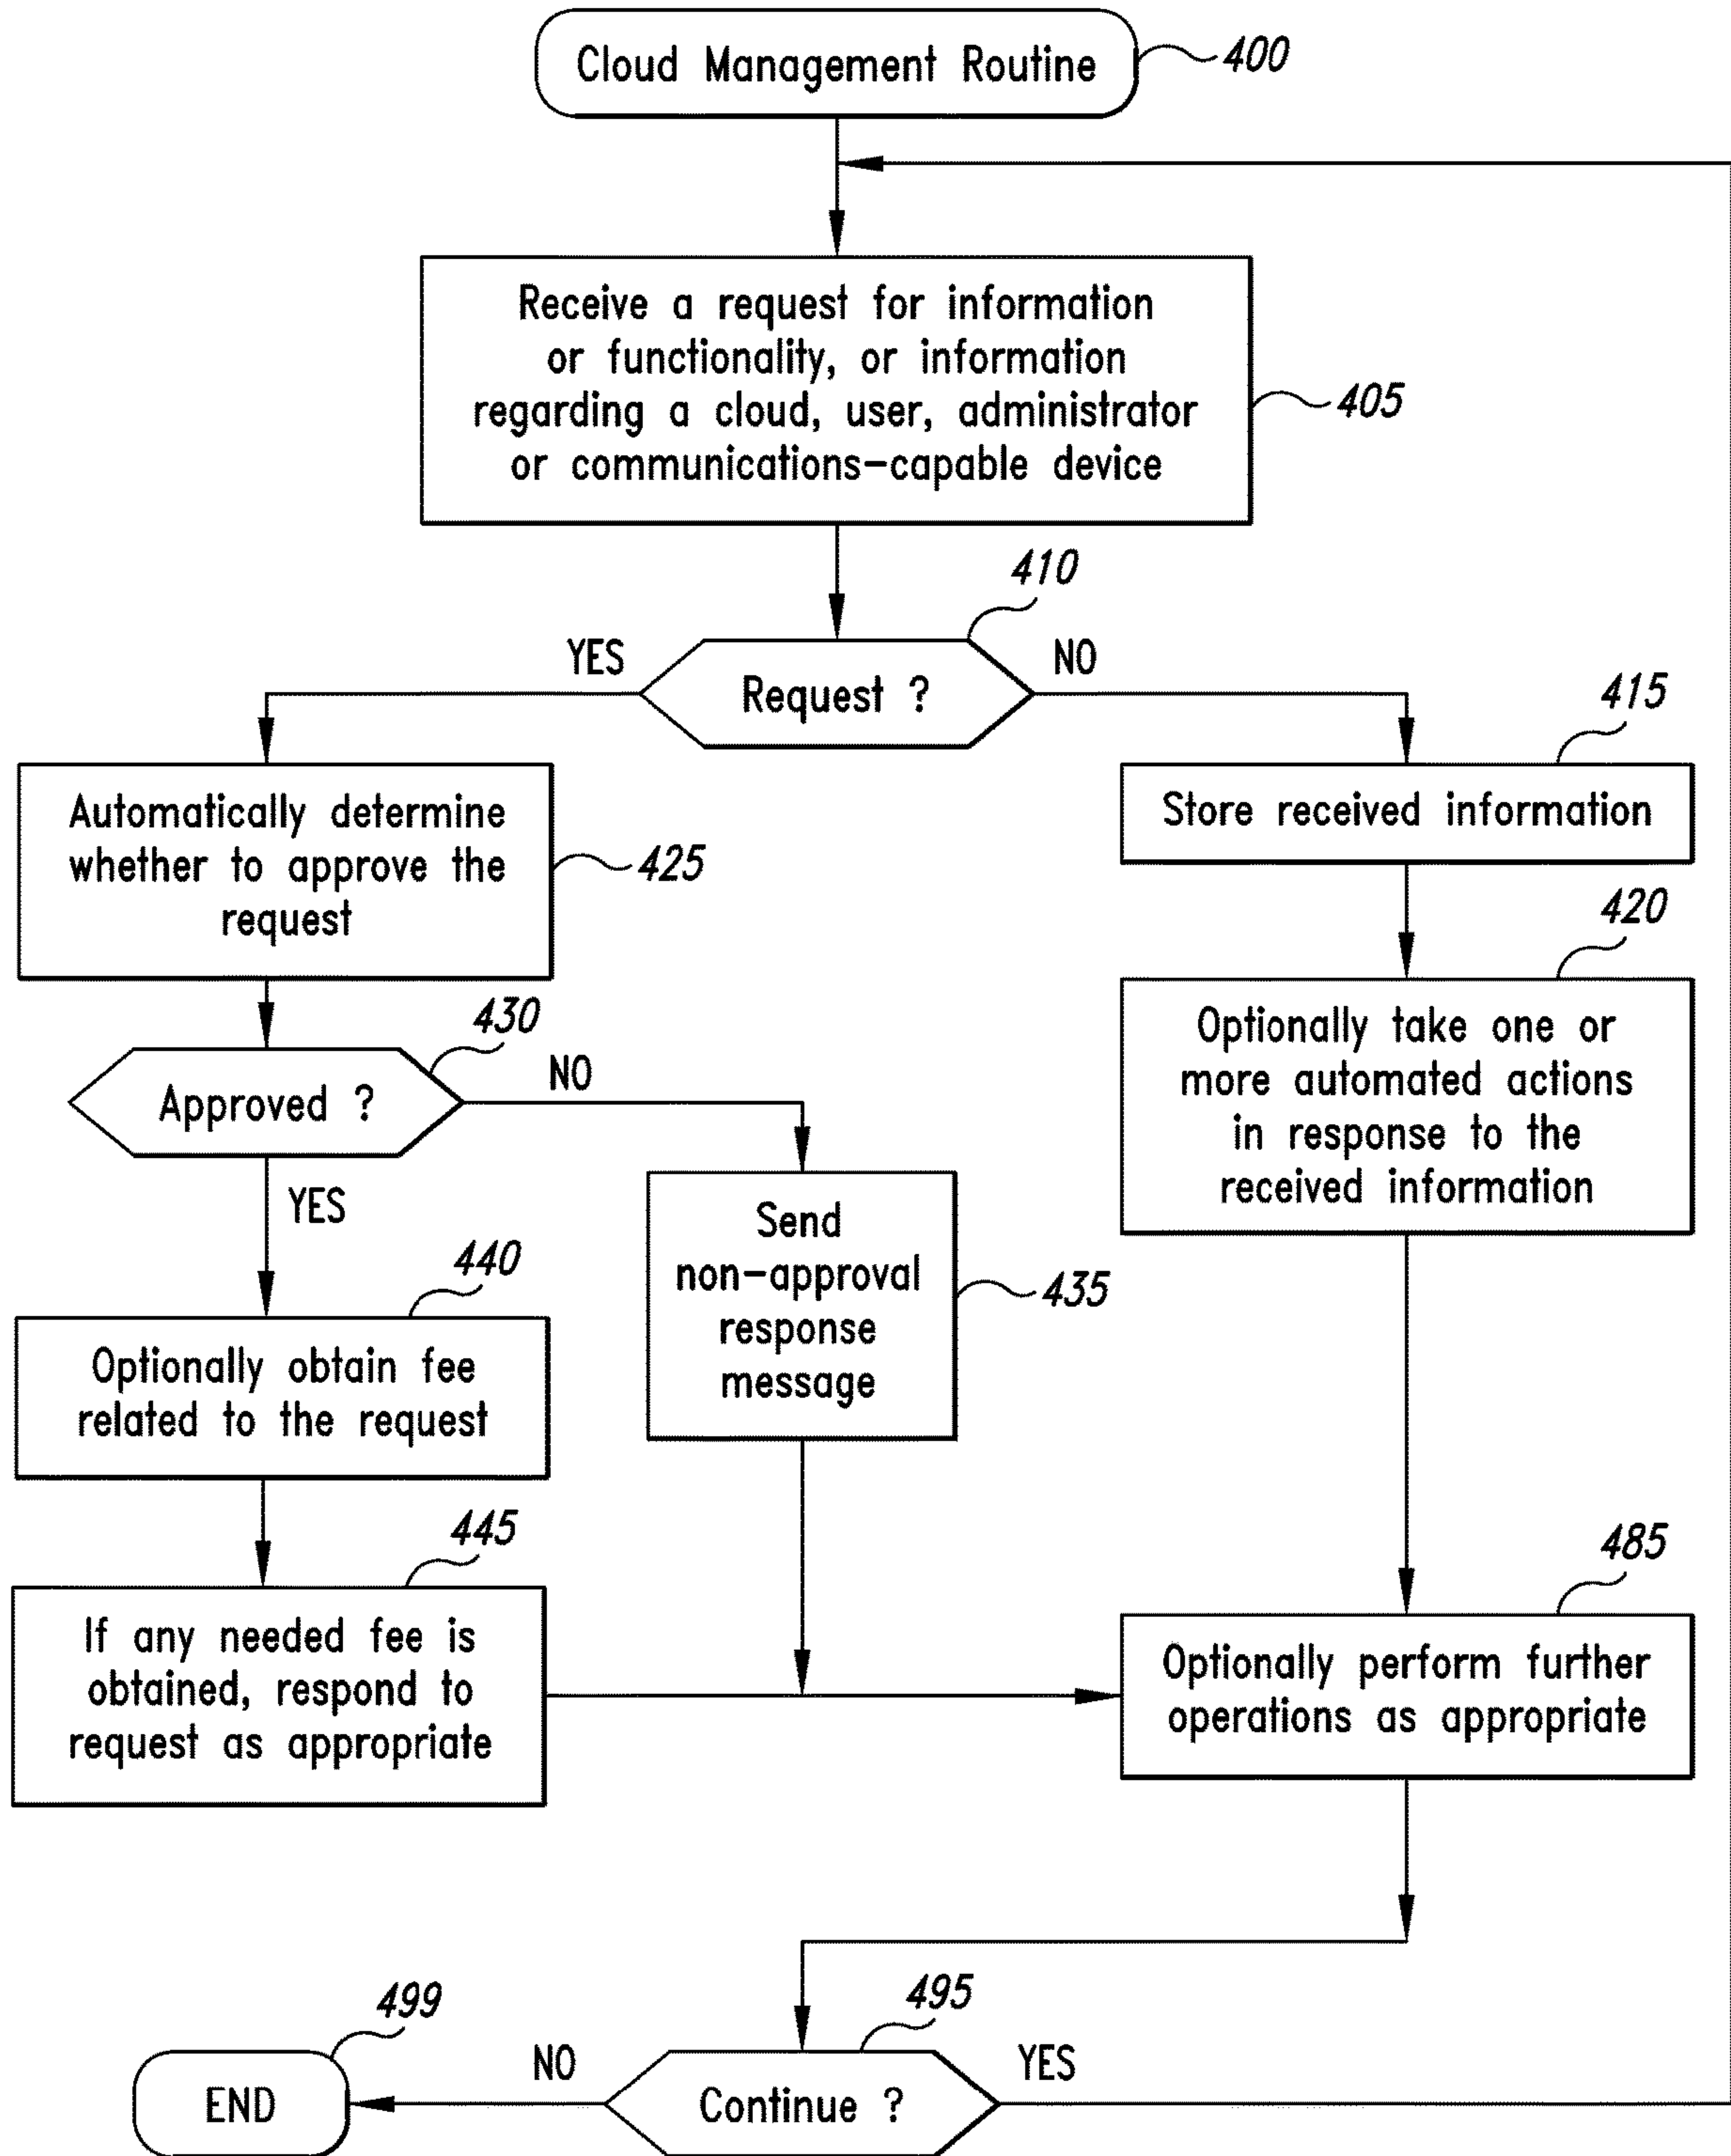 Cloud Management Routine
400
Receive a request for information
or functionality, or information
regarding a cloud, user, administrator
or communications-capable device
405
410
YES
Request ?
NO
415
Automatically determine
whether to approve the
request
425
Store received information
420
430
Approved ?
NO
YES
Optionally take one or
more automated actions
in response to the
received information
Send
non-approval
response
message
435
440
Optionally obtain fee
related to the request
445
If any needed fee is
obtained, respond to
request as appropriate
485
Optionally perform further
operations as appropriate
495
499
END
NO
Continue ?
YES